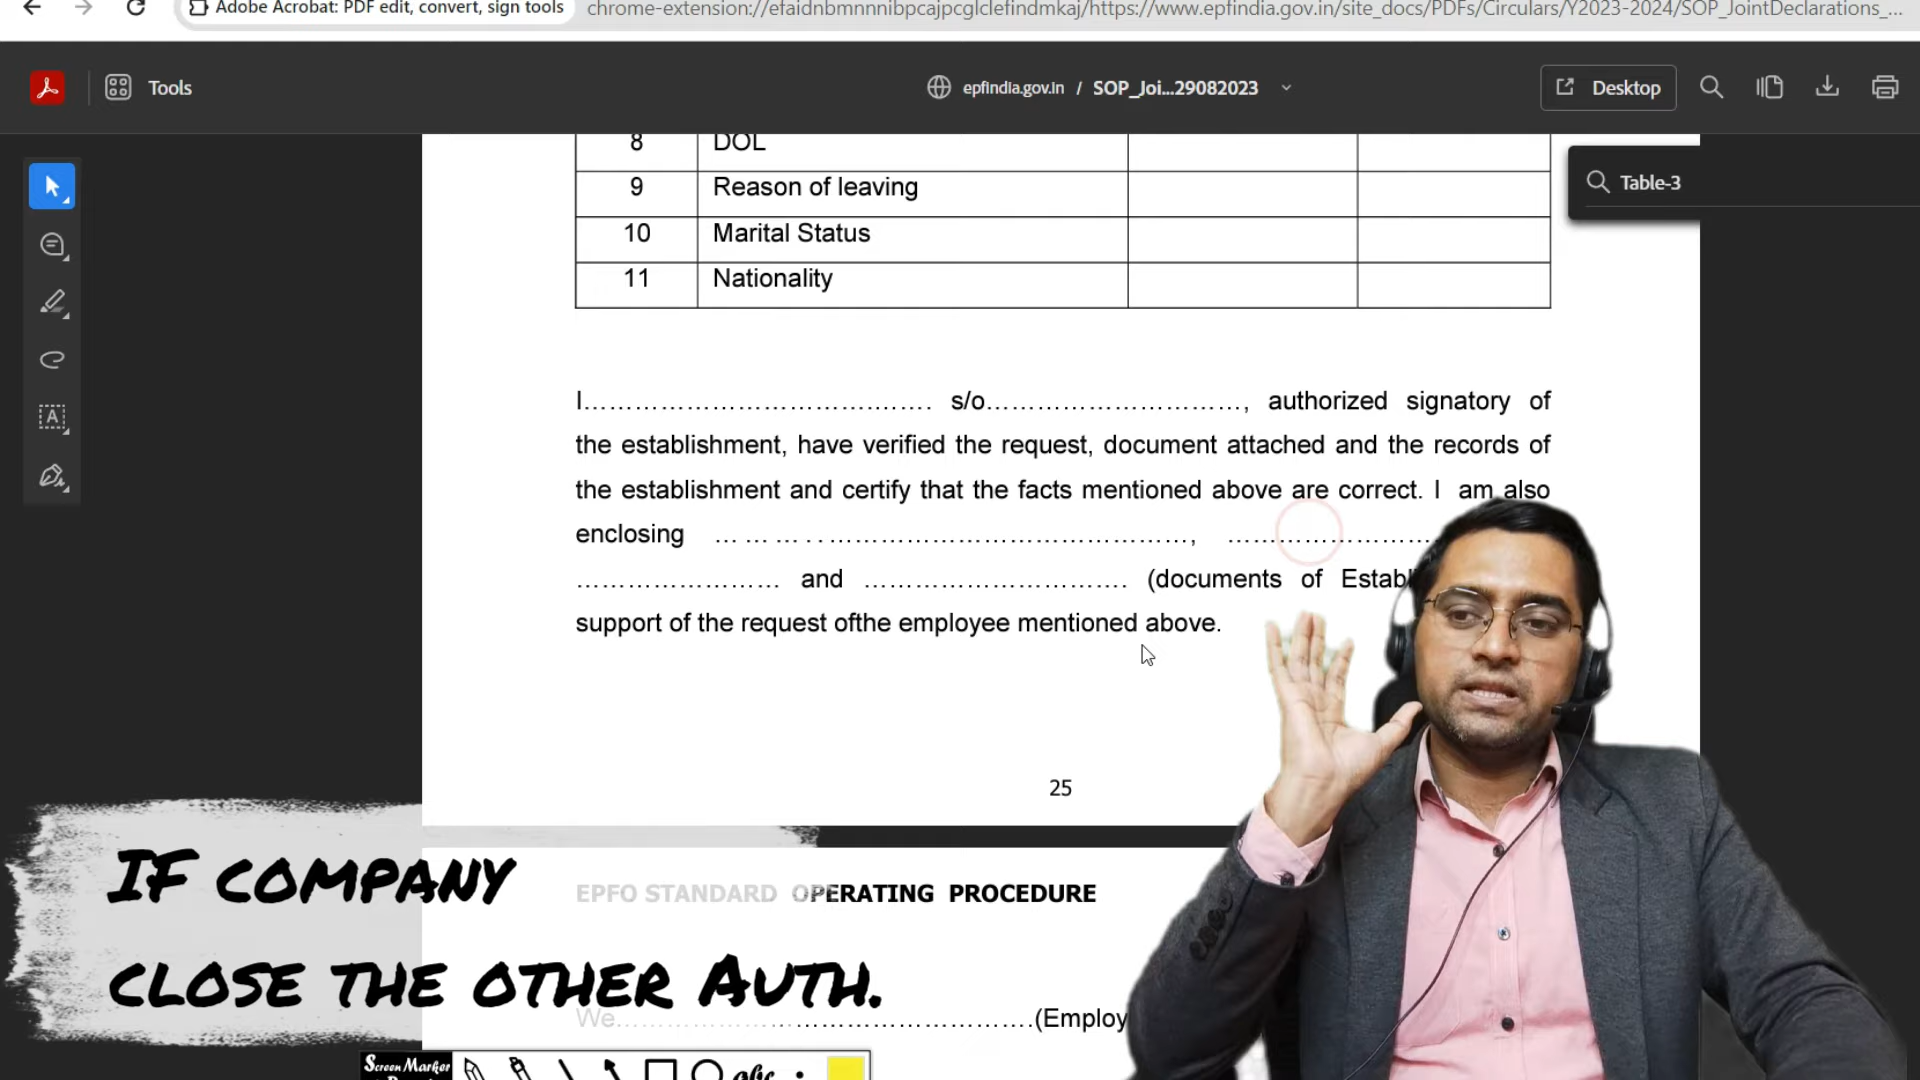 Adobe Acrobat: PDF edit, convert, sign tools
chrome-extension://efaidnbmnnnibpcajpcglclefindmkaj/https://www.epfindia.gov.in/site_docs/PDFs/Circulars/Y2023-2024/SOP_JointDeclarations_...
Tools
epfindia.gov.in / SOP_Joi...29082023
Desktop
Table-3
8 DOL
9 Reason of leaving
10 Marital Status
11 Nationality
I……………………………….……. s/o…………………………, authorized signatory of
the establishment, have verified the request, document attached and the records of
the establishment and certify that the facts mentioned above are correct. I am also
enclosing … … … . . ……………………………………, ……………………
…………………… and …………………………. (documents of
support of the request ofthe employee mentioned above.
25
EPFO STANDARD OPERATING PROCEDURE
We………………………………………….(Employ
IF COMPANY
CLOSE THE OTHER AUTH.
Screen Marker
abc